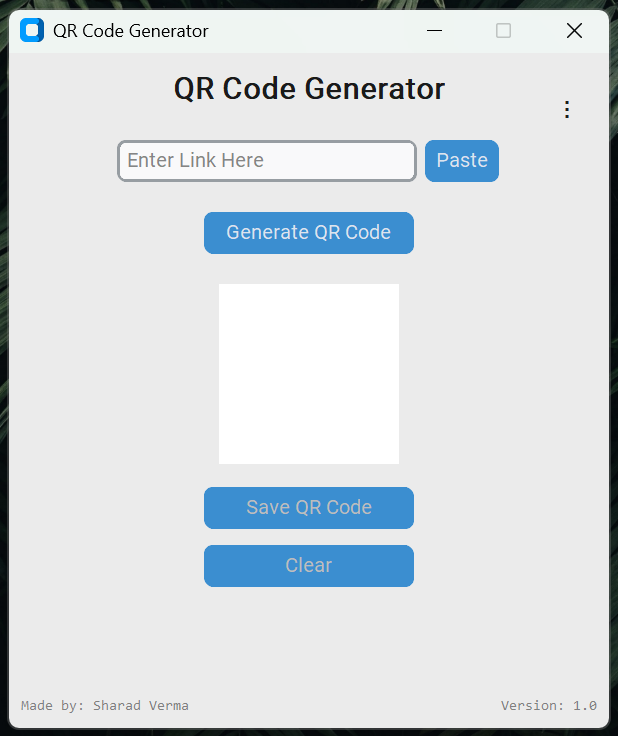 QR Code Generator
QR Code Generator
Enter Link Here
Paste
Generate QR Code
Save QR Code
Clear
Made by: Sharad Verma
Version: 1.0